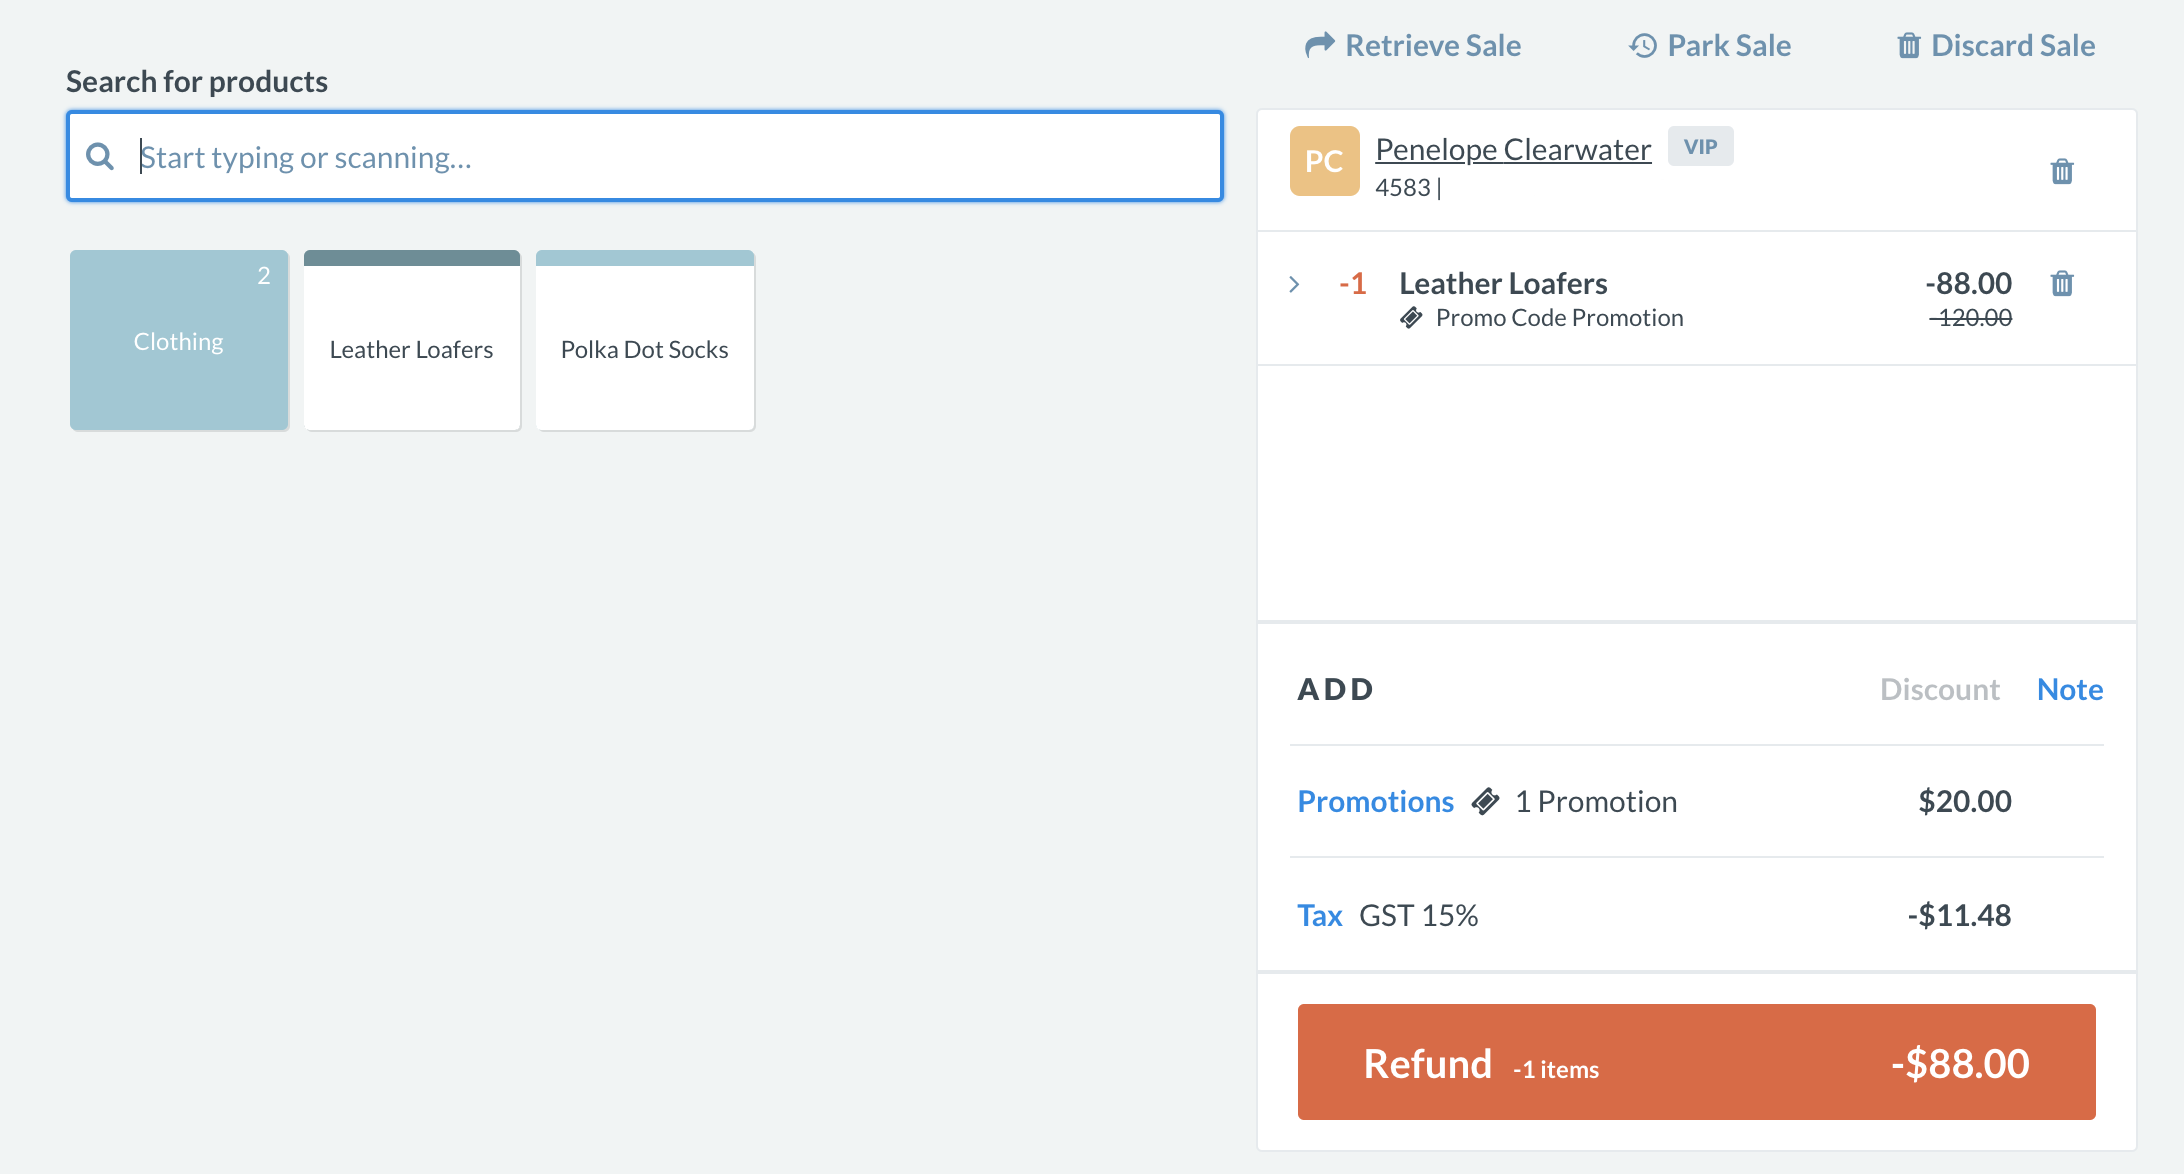 Retrieve Sale
Park Sale
Discard Sale
Search for products
Start typing or scanning...
2
Clothing
Leather Loafers
Polka Dot Socks
PC
Penelope Clearwater
VIP
4583 |
-1 Leather Loafers -88.00
Promo Code Promotion -120.00
ADD Discount Note
Promotions 1 Promotion $20.00
Tax GST 15% -$11.48
Refund -1 items -$88.00